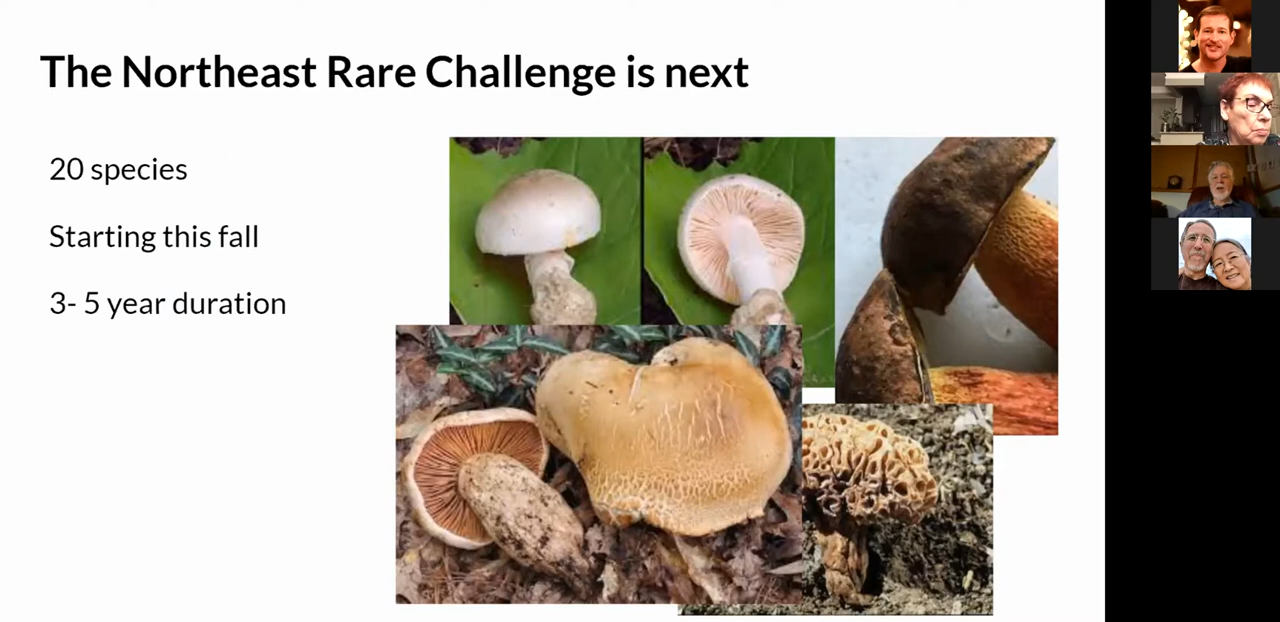 The Northeast Rare Challenge is next
20 species
Starting this fall
3- 5 year duration